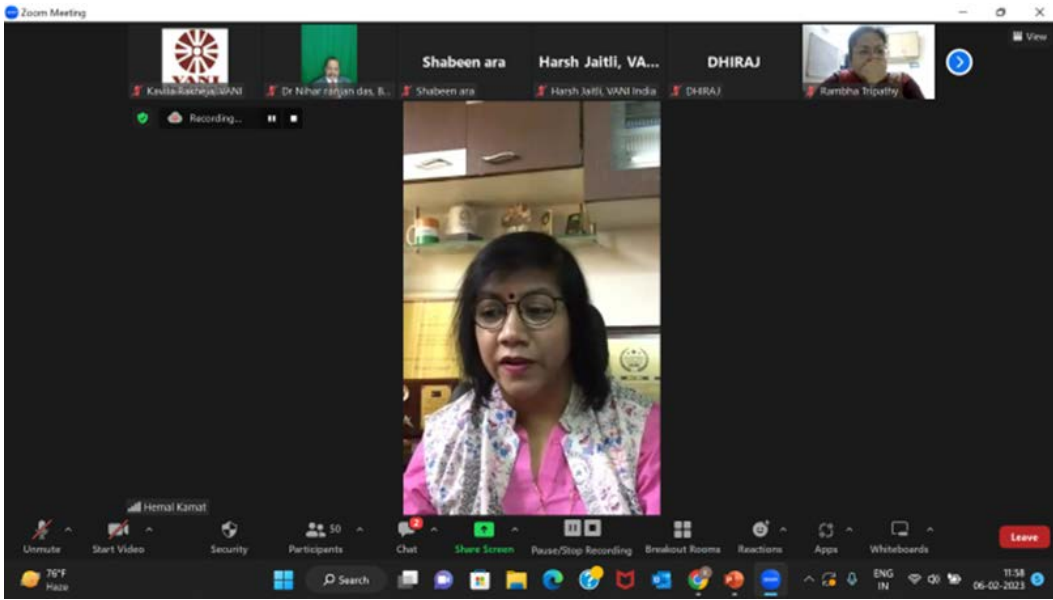 Zoom Meeting
View
VANI
Kavita Rakheja, VANI
Dr Nihar ranjan das, B...
Shabeen ara
Shabeen ara
Harsh Jaitli, VA...
Harsh Jaitli, VANI India
DHIRAJ
DHIRAJ
Rambha Tripathy
Recording...
Hemal Kamat
Unmute
Start Video
Security
50
Participants
2
Chat
Share Screen
Pause/Stop Recording
Breakout Rooms
Reactions
Apps
Whiteboards
Leave
76°F
Haze
Search
ENG
IN
11:58
06-02-2023